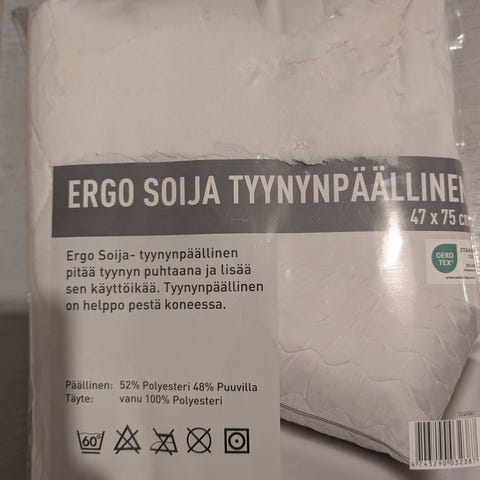 ERGO SOIJA TYYNYNPÄÄLLINEN
47 x 75 cm
Ergo Soija- tyynynpäällinen
pitää tyynyn puhtaana ja lisää
sen käyttöikää. Tyynynpäällinen
on helppo pestä koneessa.
OEKO
TEX®
Päällinen: 52% Polyesteri 48% Puuvilla
Täyte: vanu 100% Polyesteri
60°
4743290032387